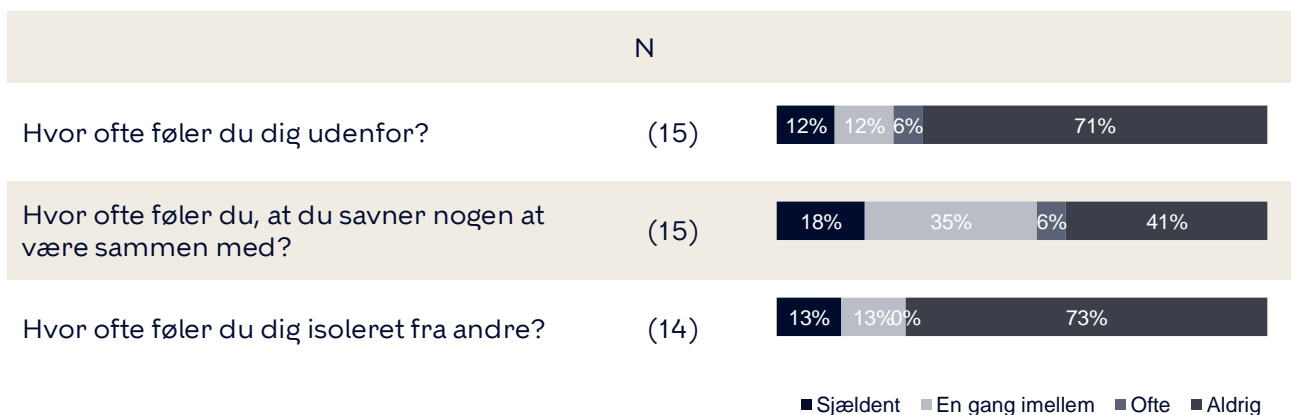 N
Hvor ofte føler du dig udenfor?
(15)
12% 12% 6% 71%
Hvor ofte føler du, at du savner nogen at
være sammen med?
(15)
18% 35% 6% 41%
Hvor ofte føler du dig isoleret fra andre?
(14)
13% 13% 0% 73%
Sjældent En gang imellem Ofte Aldrig